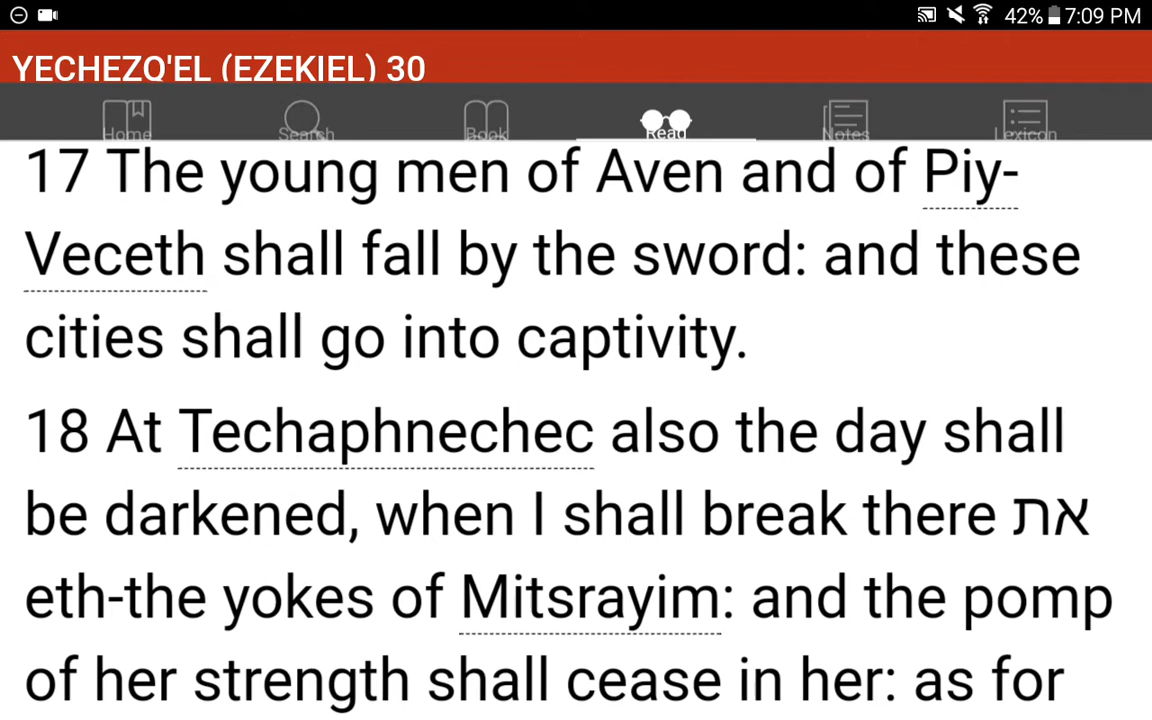 42% 7:09 PM
YECHEZQ'EL (EZEKIEL) 30
Home Search Book Read Notes Lexicon
17 The young men of Aven and of Piy-
Veceth shall fall by the sword: and these
cities shall go into captivity.
18 At Techaphnechec also the day shall
be darkened, when I shall break there את
eth-the yokes of Mitsrayim: and the pomp
of her strength shall cease in her: as for